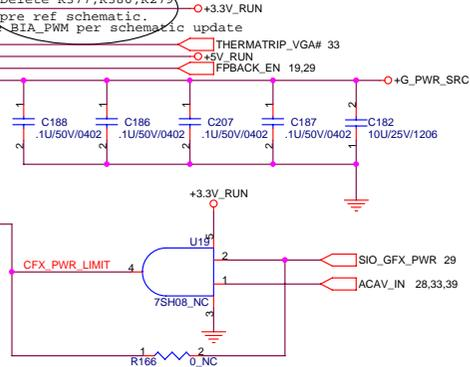 Delete R377,R380,R279
pre ref schematic.
BIA_PWM per schematic update
+3.3V_RUN
THERMATRIP_VGA# 33
+5V_RUN
FPBACK_EN 19,29
+G_PWR_SRC
1 1 1 1 2
C188 C186 C207 C187 C182
.1U/50V/0402 .1U/50V/0402 .1U/50V/0402 .1U/50V/0402 10U/25V/1206
2 2 2 2 1
+3.3V_RUN
5
U19
CFX_PWR_LIMIT 4 2 SIO_GFX_PWR 29
1 ACAV_IN 28,33,39
7SH08_NC
3
1 2
R166 0_NC